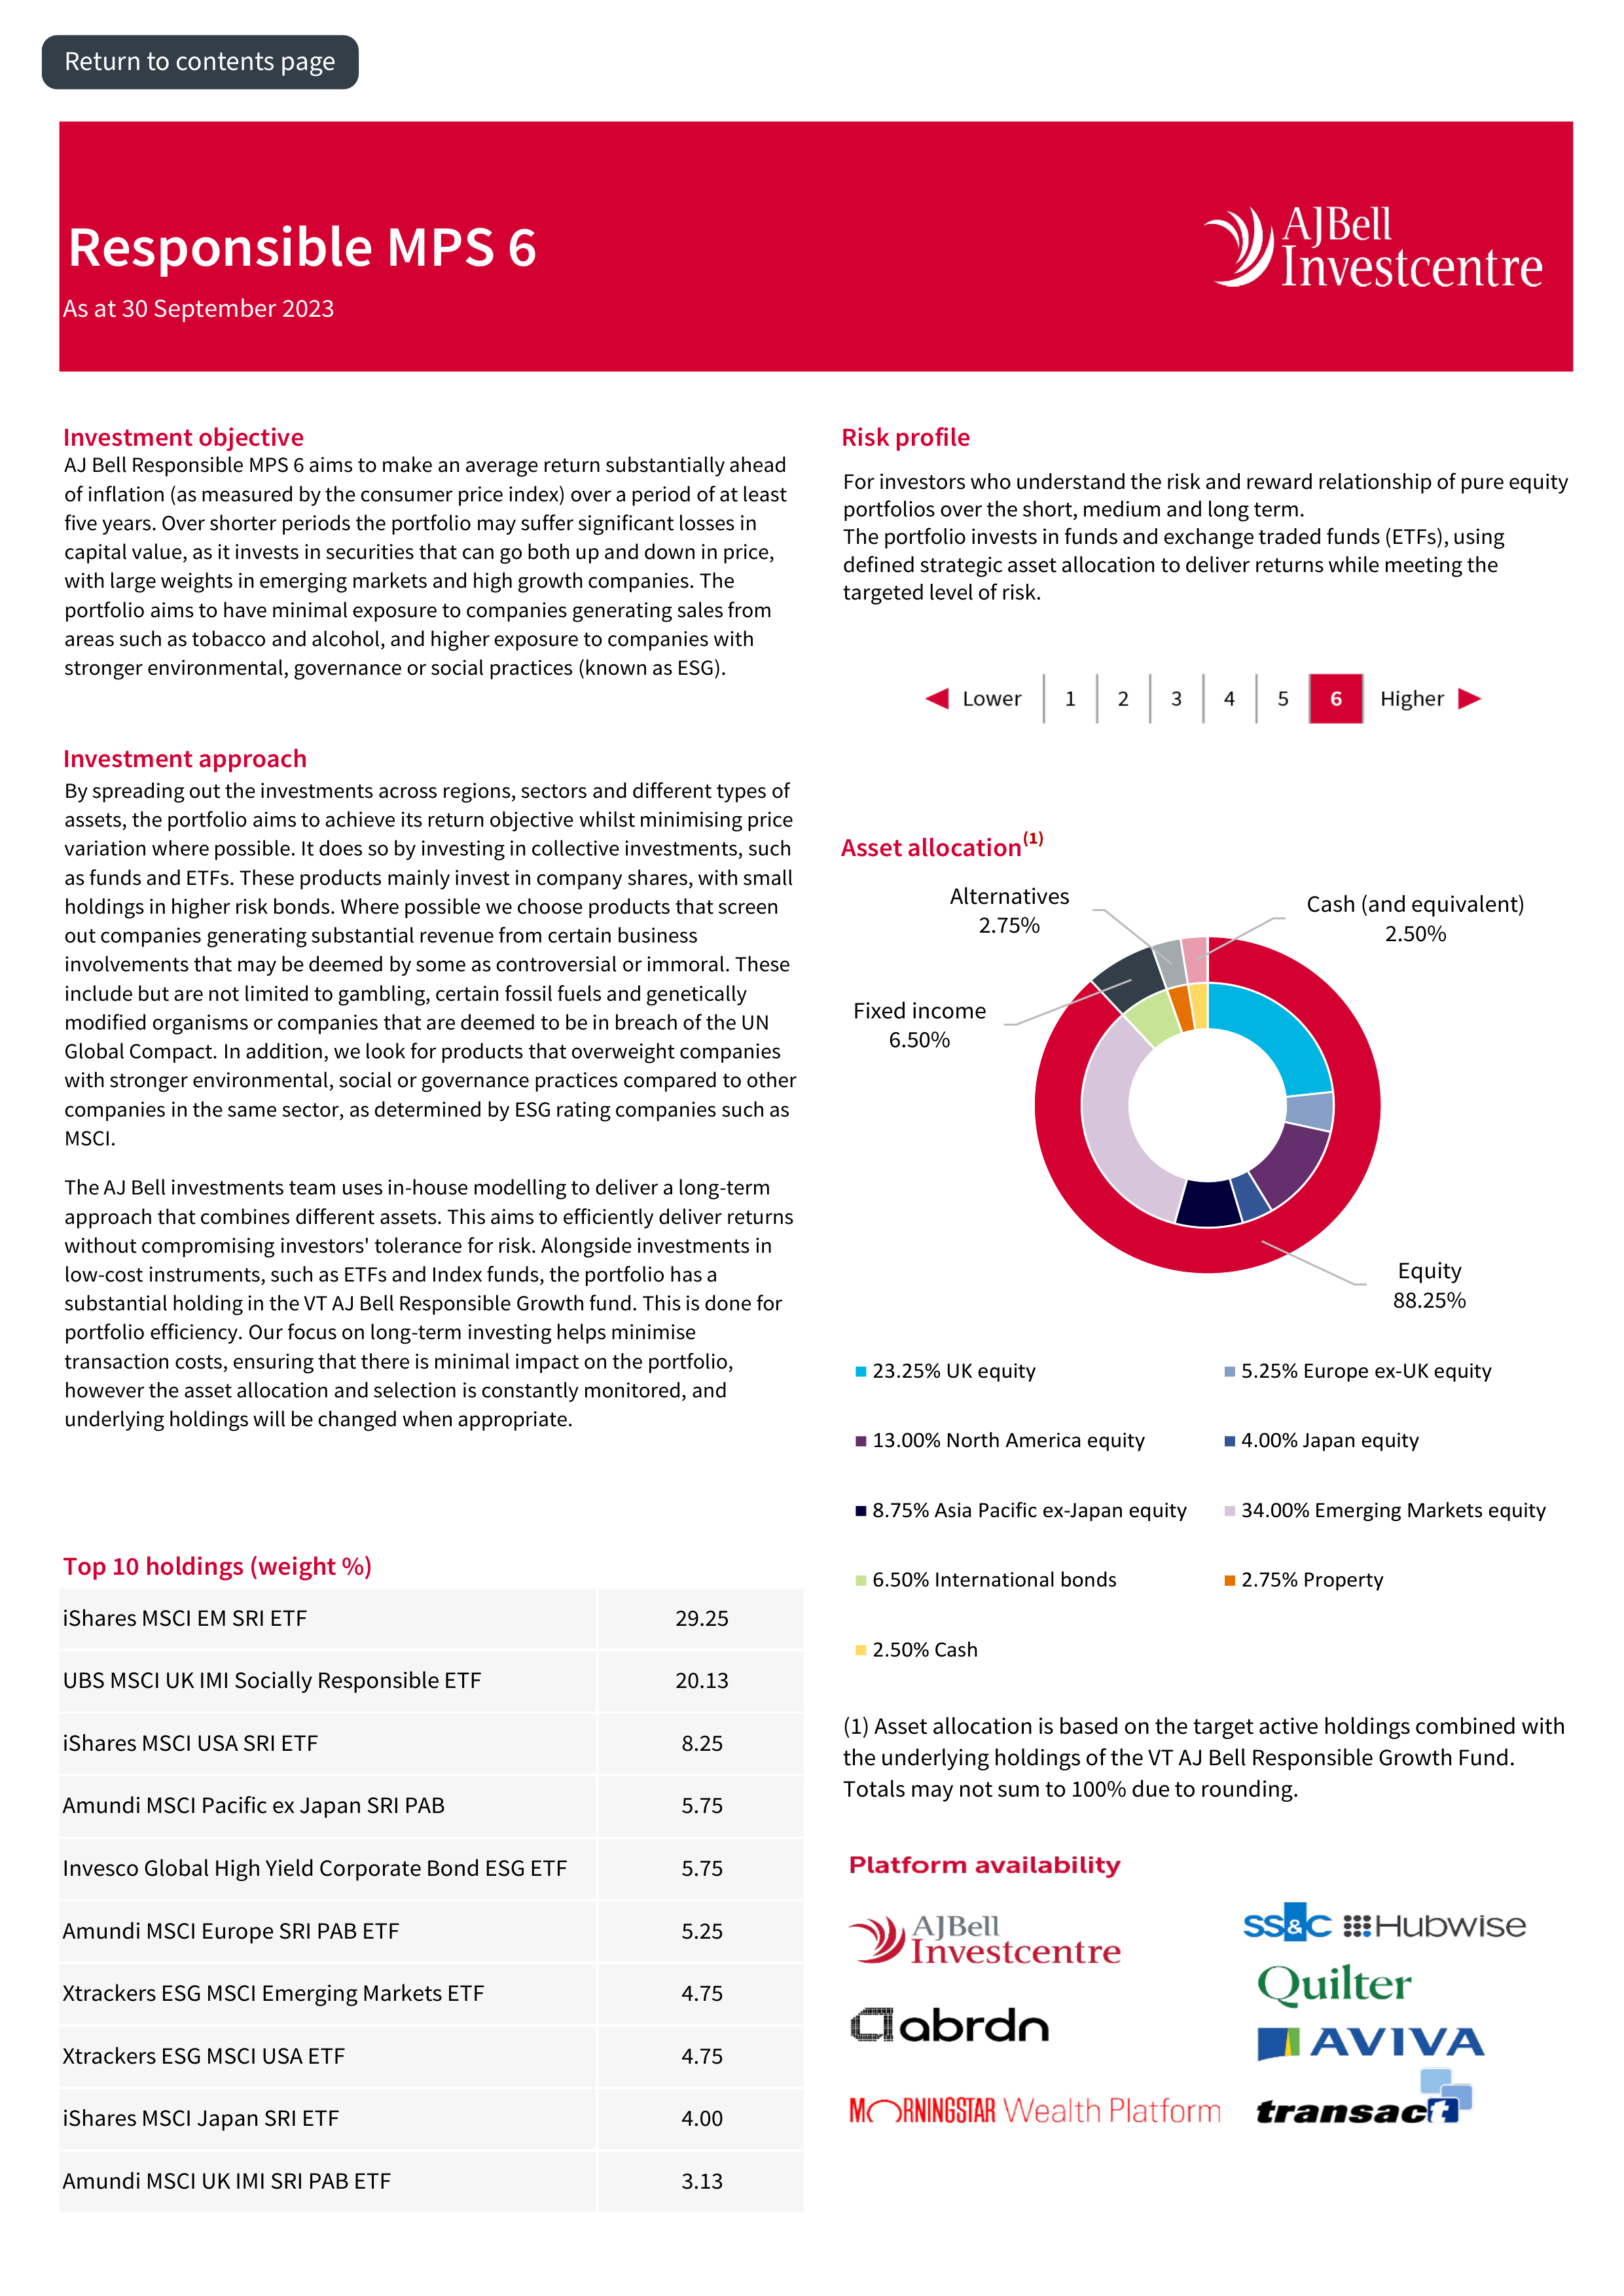 Return to contents page
Responsible MPS 6
As at 30 September 2023
AJBell
Investcentre
Investment objective
AJ Bell Responsible MPS 6 aims to make an average return substantially ahead
of inflation (as measured by the consumer price index) over a period of at least
five years. Over shorter periods the portfolio may suffer significant losses in
capital value, as it invests in securities that can go both up and down in price,
with large weights in emerging markets and high growth companies. The
portfolio aims to have minimal exposure to companies generating sales from
areas such as tobacco and alcohol, and higher exposure to companies with
stronger environmental, governance or social practices (known as ESG).
Investment approach
By spreading out the investments across regions, sectors and different types of
assets, the portfolio aims to achieve its return objective whilst minimising price
variation where possible. It does so by investing in collective investments, such
as funds and ETFs. These products mainly invest in company shares, with small
holdings in higher risk bonds. Where possible we choose products that screen
out companies generating substantial revenue from certain business
involvements that may be deemed by some as controversial or immoral. These
include but are not limited to gambling, certain fossil fuels and genetically
modified organisms or companies that are deemed to be in breach of the UN
Global Compact. In addition, we look for products that overweight companies
with stronger environmental, social or governance practices compared to other
companies in the same sector, as determined by ESG rating companies such as
MSCI.
The AJ Bell investments team uses in-house modelling to deliver a long-term
approach that combines different assets. This aims to efficiently deliver returns
without compromising investors' tolerance for risk. Alongside investments in
low-cost instruments, such as ETFs and Index funds, the portfolio has a
substantial holding in the VT AJ Bell Responsible Growth fund. This is done for
portfolio efficiency. Our focus on long-term investing helps minimise
transaction costs, ensuring that there is minimal impact on the portfolio,
however the asset allocation and selection is constantly monitored, and
underlying holdings will be changed when appropriate.
Top 10 holdings (weight %)
iShares MSCI EM SRI ETF 29.25
UBS MSCI UK IMI Socially Responsible ETF 20.13
iShares MSCI USA SRI ETF 8.25
Amundi MSCI Pacific ex Japan SRI PAB 5.75
Invesco Global High Yield Corporate Bond ESG ETF 5.75
Amundi MSCI Europe SRI PAB ETF 5.25
Xtrackers ESG MSCI Emerging Markets ETF 4.75
Xtrackers ESG MSCI USA ETF 4.75
iShares MSCI Japan SRI ETF 4.00
Amundi MSCI UK IMI SRI PAB ETF 3.13
Risk profile
For investors who understand the risk and reward relationship of pure equity
portfolios over the short, medium and long term.
The portfolio invests in funds and exchange traded funds (ETFs), using
defined strategic asset allocation to deliver returns while meeting the
targeted level of risk.
Lower 1 2 3 4 5 6 Higher
Asset allocation(1)
Alternatives
2.75%
Cash (and equivalent)
2.50%
Fixed income
6.50%
Equity
88.25%
23.25% UK equity 5.25% Europe ex-UK equity
13.00% North America equity 4.00% Japan equity
8.75% Asia Pacific ex-Japan equity 34.00% Emerging Markets equity
6.50% International bonds 2.75% Property
2.50% Cash
(1) Asset allocation is based on the target active holdings combined with
the underlying holdings of the VT AJ Bell Responsible Growth Fund.
Totals may not sum to 100% due to rounding.
Platform availability
AJBell
Investcentre
SS&C Hubwise
Quilter
abrdn
AVIVA
MORNINGSTAR Wealth Platform
transact